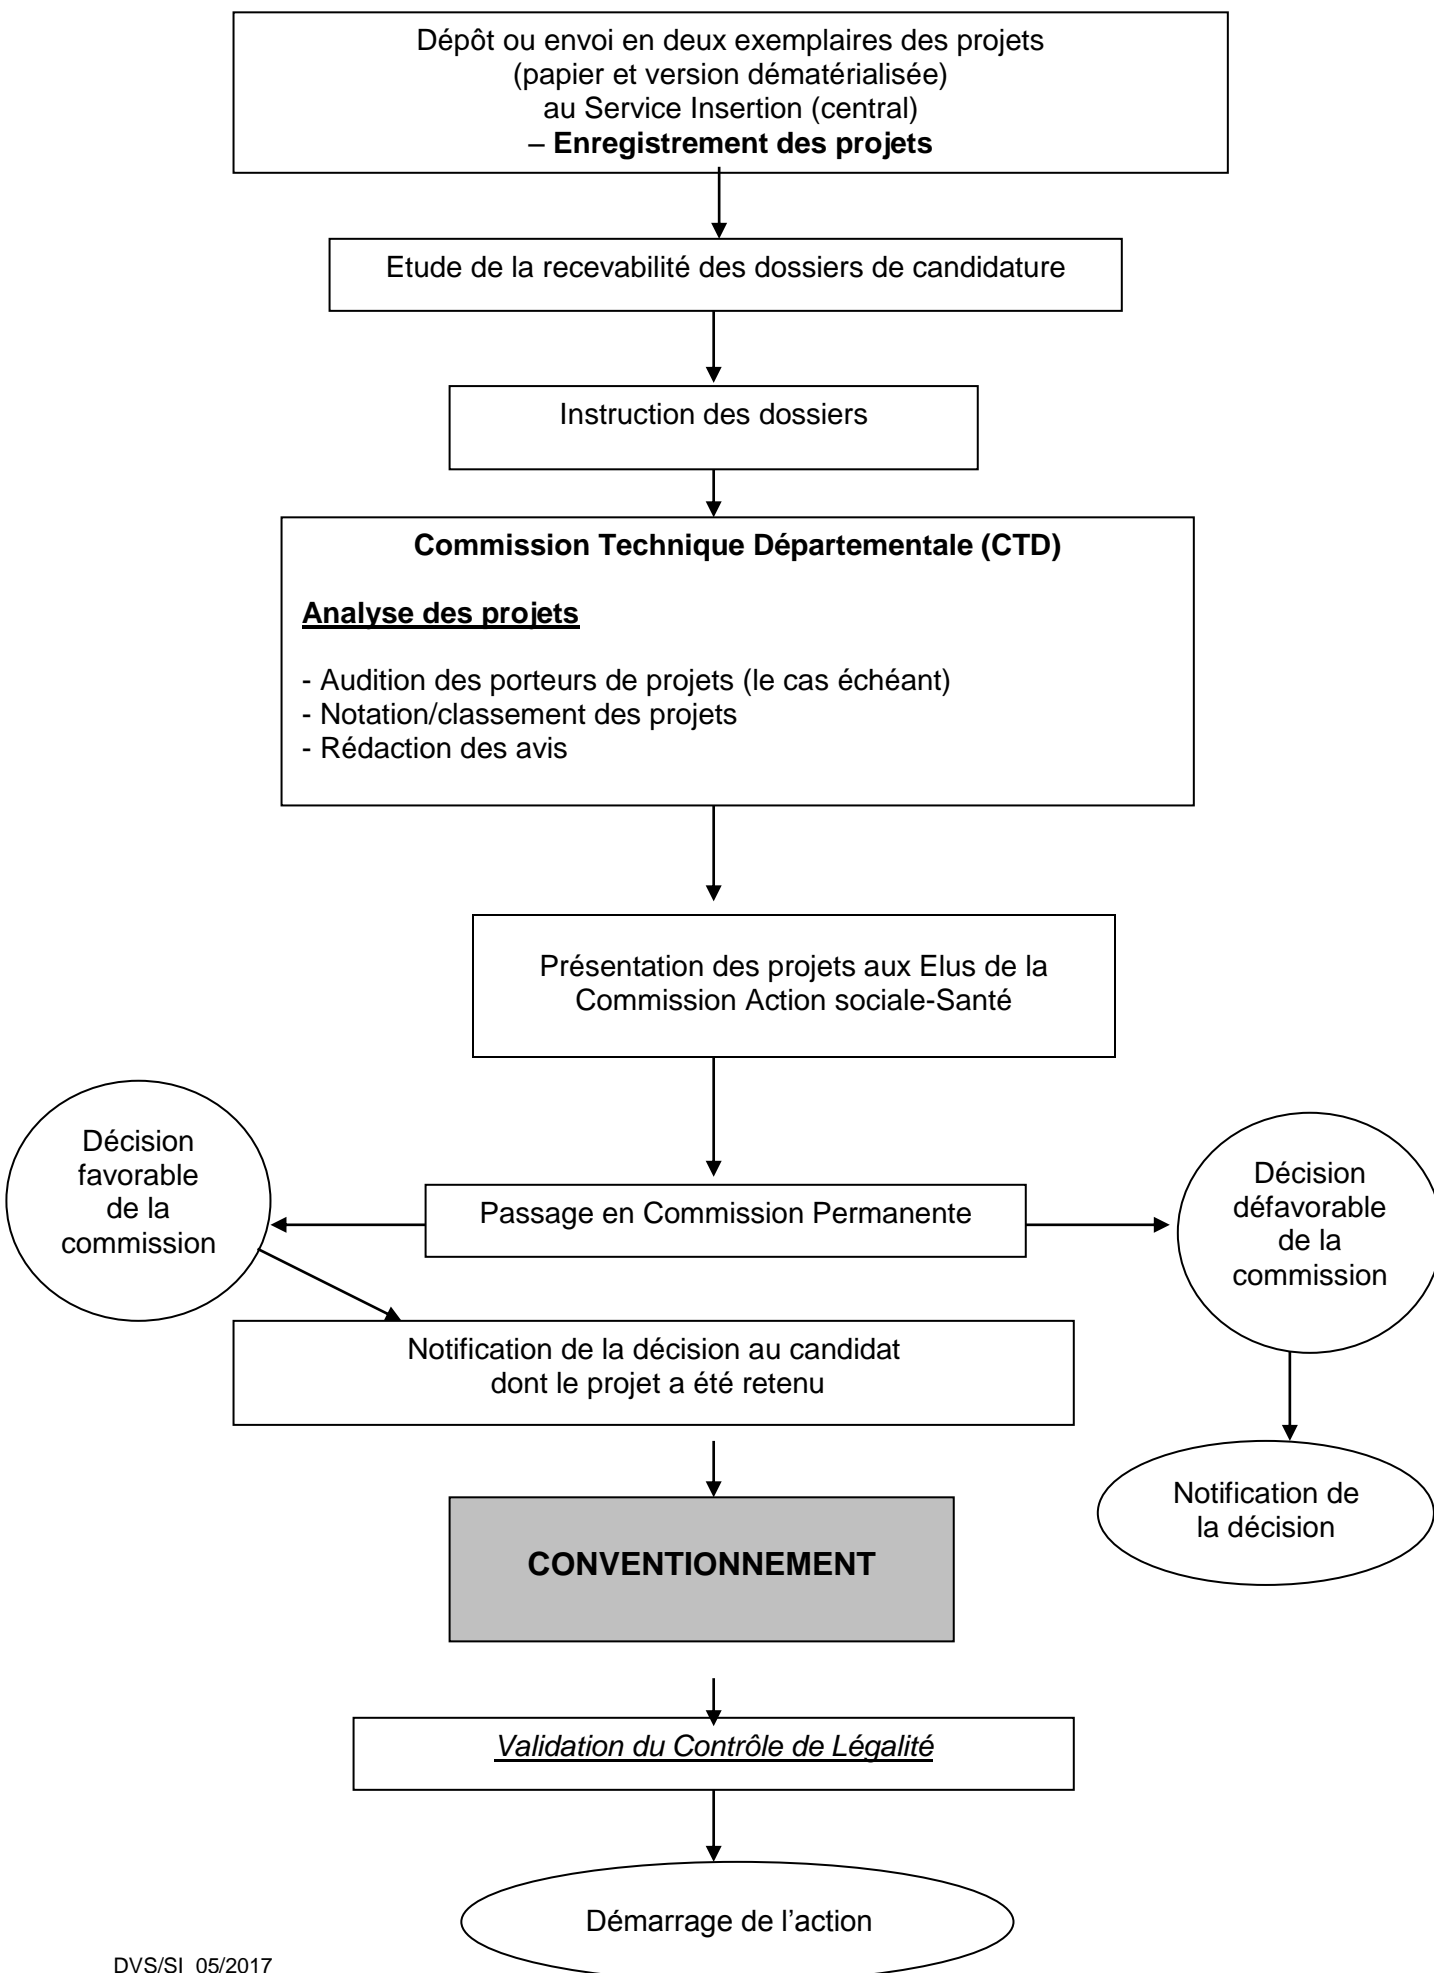 Dépôt ou envoi en deux exemplaires des projets
(papier et version dématérialisée)
au Service Insertion (central)
– Enregistrement des projets
Etude de la recevabilité des dossiers de candidature
Instruction des dossiers
Commission Technique Départementale (CTD)
Analyse des projets
- Audition des porteurs de projets (le cas échéant)
- Notation/classement des projets
- Rédaction des avis
Présentation des projets aux Elus de la
Commission Action sociale-Santé
Décision
favorable
de la
commission
Passage en Commission Permanente
Décision
défavorable
de la
commission
Notification de la décision au candidat
dont le projet a été retenu
Notification de
la décision
CONVENTIONNEMENT
Validation du Contrôle de Légalité
Démarrage de l’action
DVS/SI 05/2017